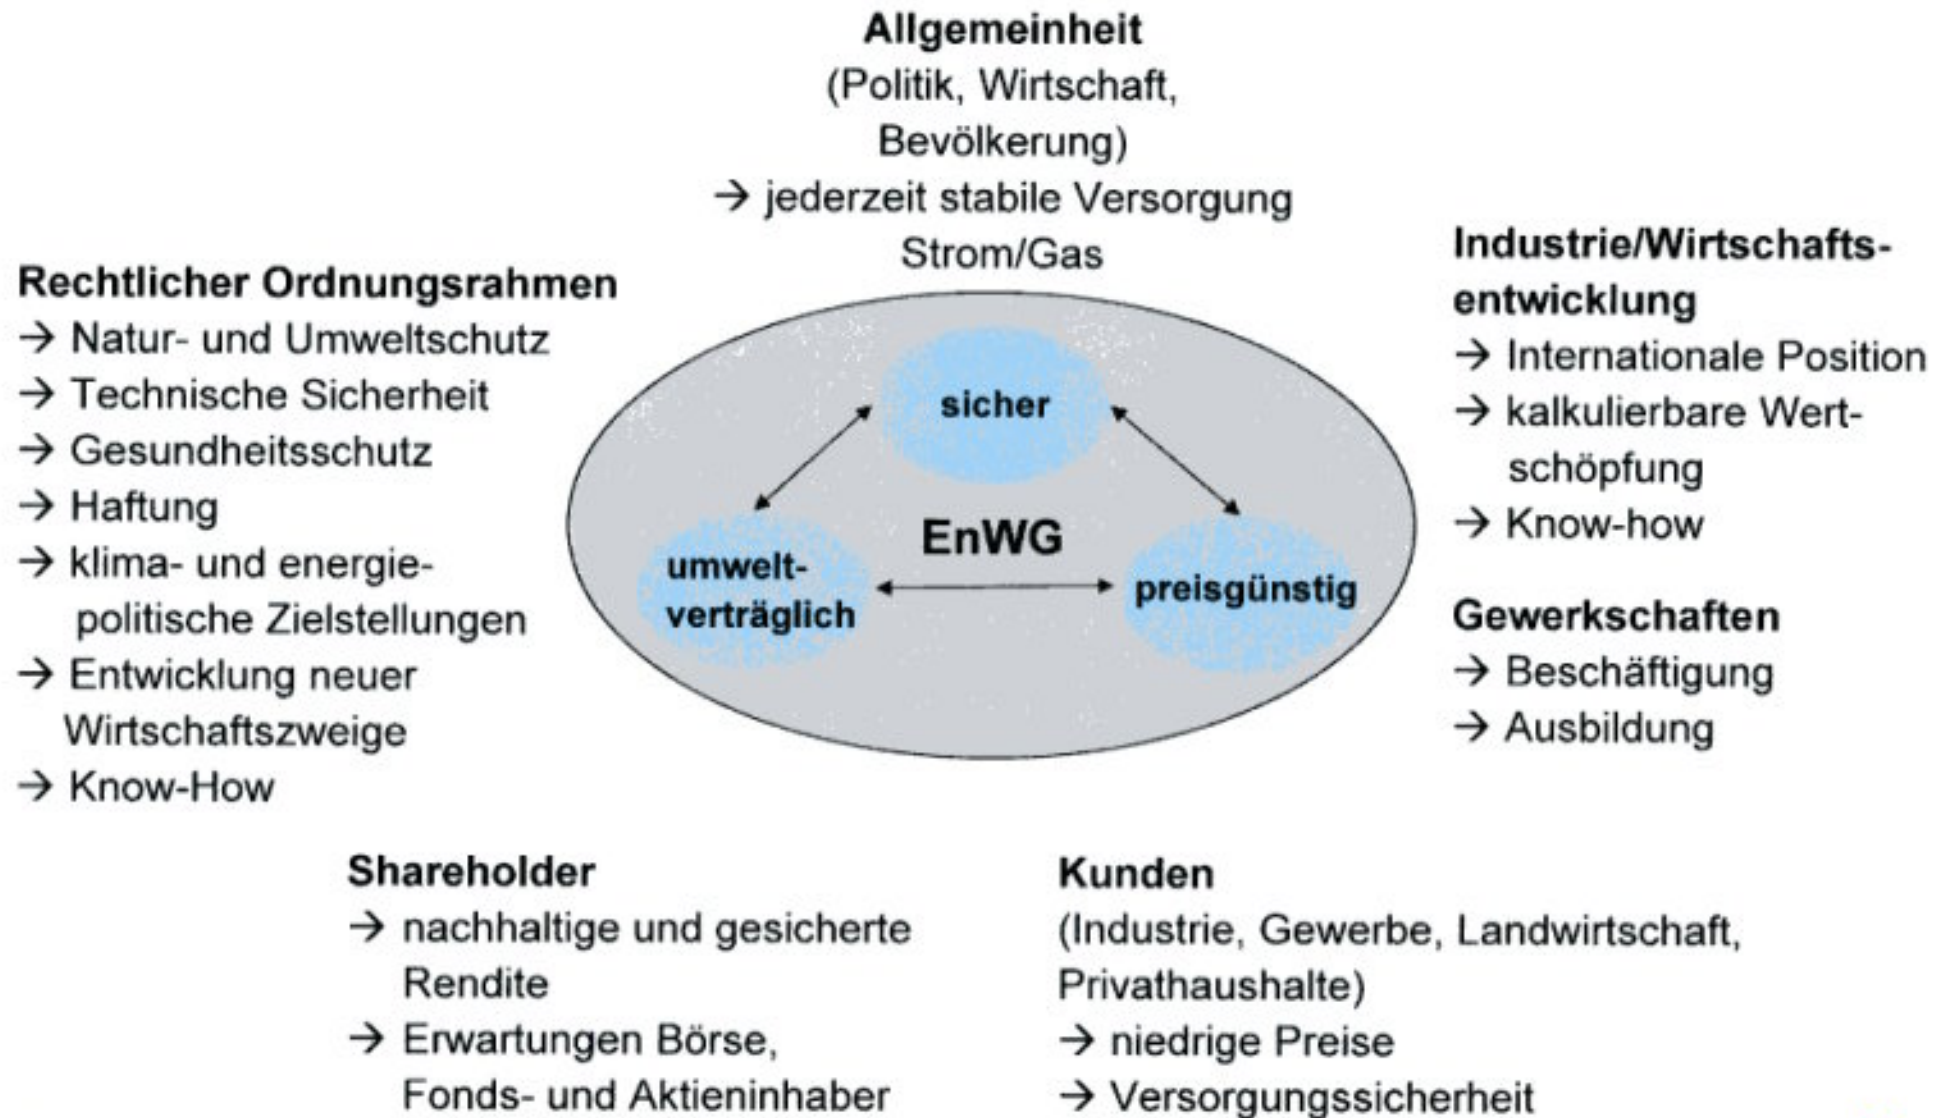 Allgemeinheit
(Politik, Wirtschaft,
Bevölkerung)
→ jederzeit stabile Versorgung
Strom/Gas
Rechtlicher Ordnungsrahmen
→ Natur- und Umweltschutz
→ Technische Sicherheit
→ Gesundheitsschutz
→ Haftung
→ klima- und energie-
politische Zielstellungen
→ Entwicklung neuer
Wirtschaftszweige
→ Know-How
sicher
EnWG
umwelt-
verträglich
preisgünstig
Industrie/Wirtschafts-
entwicklung
→ Internationale Position
→ kalkulierbare Wert-
schöpfung
→ Know-how
Gewerkschaften
→ Beschäftigung
→ Ausbildung
Shareholder
→ nachhaltige und gesicherte
Rendite
→ Erwartungen Börse,
Fonds- und Aktieninhaber
Kunden
(Industrie, Gewerbe, Landwirtschaft,
Privathaushalte)
→ niedrige Preise
→ Versorgungssicherheit